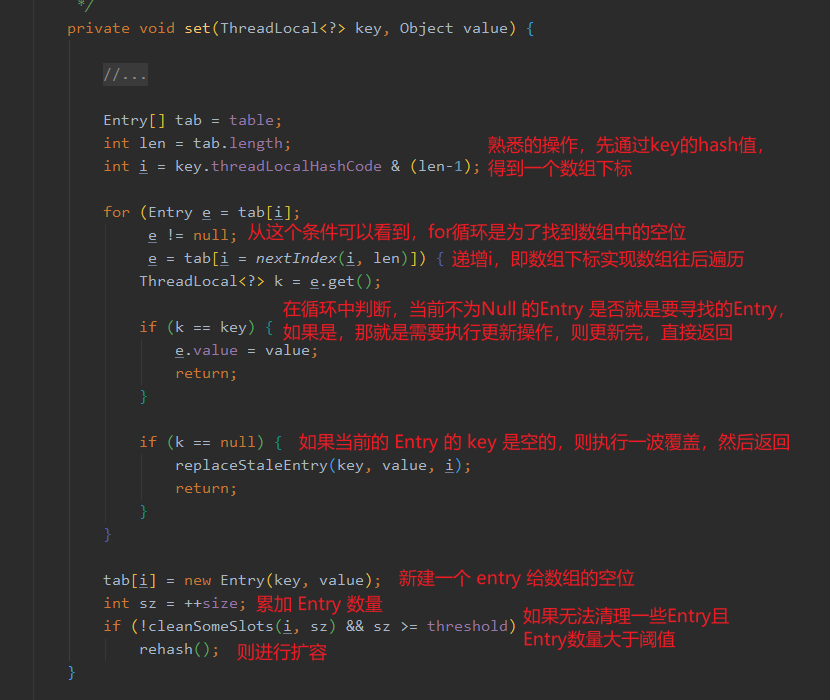 */
private void set(ThreadLocal<?> key, Object value) {
//...
Entry[] tab = table;
int len = tab.length;
熟悉的操作，先通过key的hash值，
int i = key.threadLocalHashCode & (len-1);
得到一个数组下标
for (Entry e = tab[i];
e != null; 从这个条件可以看到，for循环是为了找到数组中的空位
e = tab[i = nextIndex(i, len)]) { 递增i，即数组下标实现数组往后遍历
ThreadLocal<?> k = e.get();
在循环中判断，当前不为Null 的Entry 是否就是要寻找的Entry，
if (k == key) { 如果是，那就是需要执行更新操作，则更新完，直接返回
e.value = value;
return;
}
if (k == null) { 如果当前的 Entry 的 key 是空的，则执行一波覆盖，然后返回
replaceStaleEntry(key, value, i);
return;
}
}
tab[i] = new Entry(key, value); 新建一个 entry 给数组的空位
int sz = ++size; 累加 Entry 数量
if (!cleanSomeSlots(i, sz) && sz >= threshold) 如果无法清理一些Entry且
Entry数量大于阈值
rehash(); 则进行扩容
}